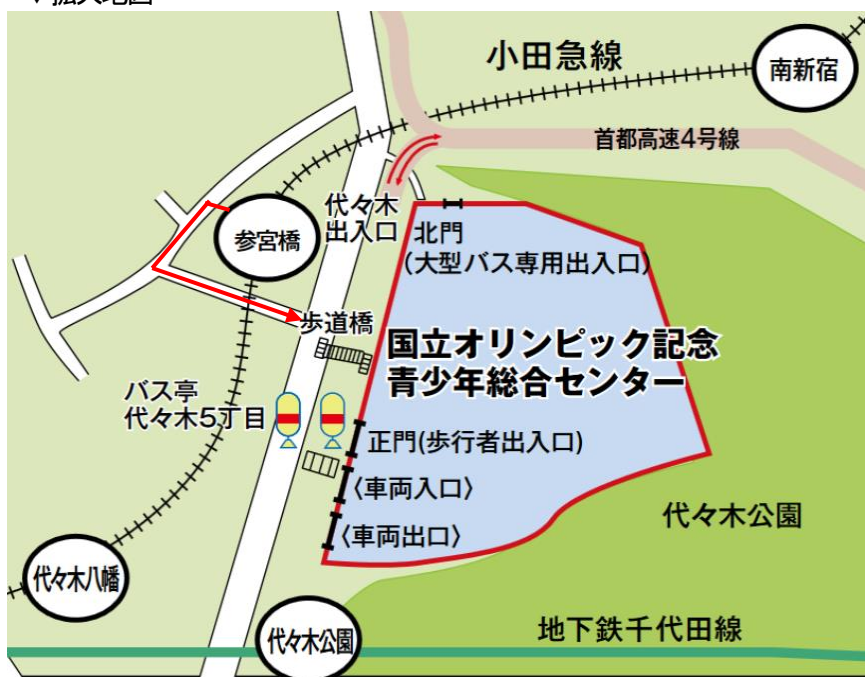 小田急線
南新宿
首都高速4号線
代々木
出入口
北門
(大型バス専用出入口)
参宮橋
歩道橋
国立オリンピック記念
青少年総合センター
バス亭
代々木5丁目
正門(歩行者出入口)
〈車両入口〉
〈車両出口〉
代々木公園
代々木八幡
代々木公園
地下鉄千代田線